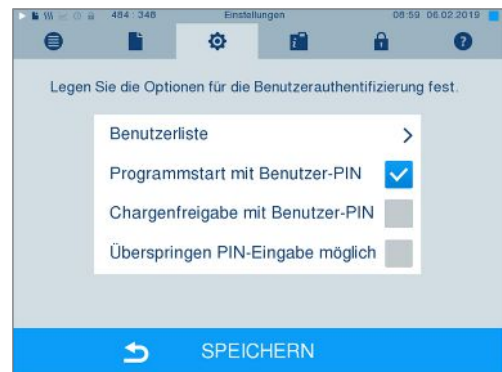 484 : 348 Einstellungen 08:59 06.02.2019
Legen Sie die Optionen für die Benutzerauthentifizierung fest.
Benutzerliste
Programmstart mit Benutzer-PIN
Chargenfreigabe mit Benutzer-PIN
Überspringen PIN-Eingabe möglich
SPEICHERN